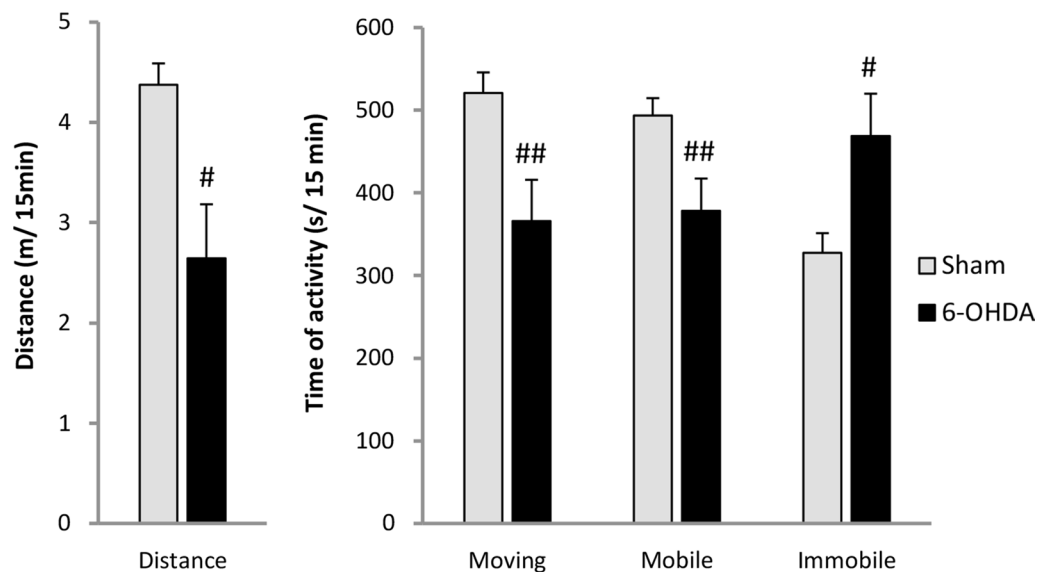 Distance (m/ 15min)
5
4
3
2
1
0
#
Distance
Time of activity (s/ 15 min)
600
500
400
300
200
100
0
##
##
#
Moving
Mobile
Immobile
Sham
6-OHDA